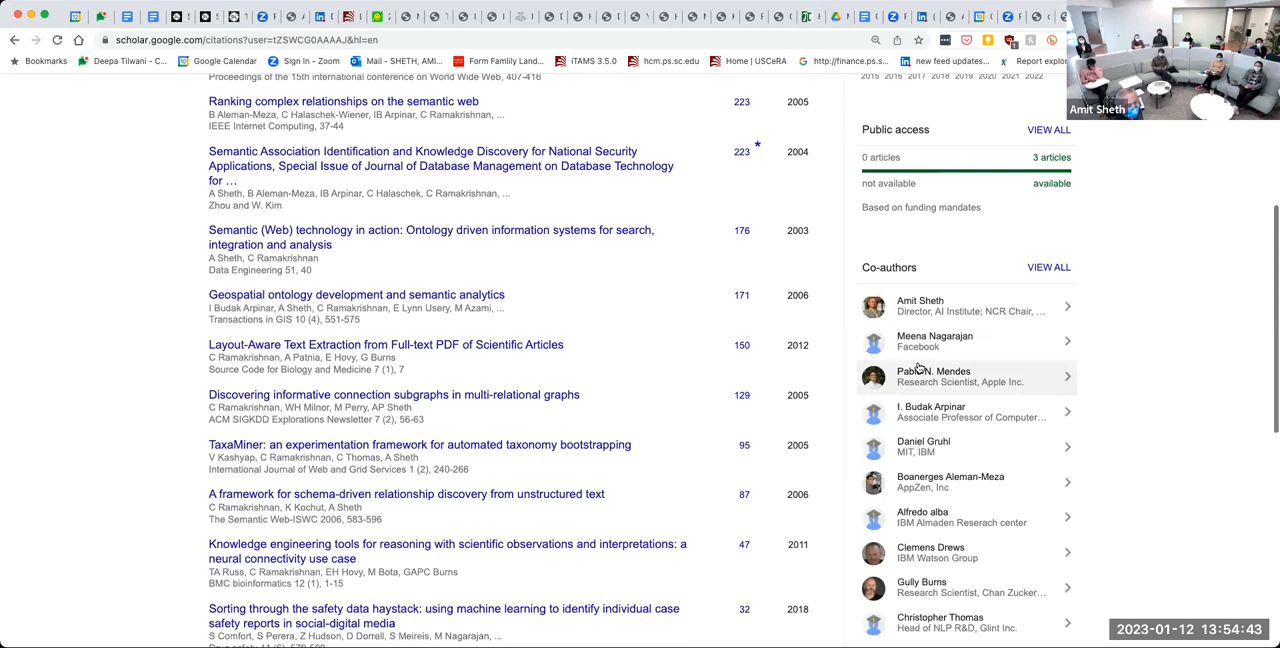 scholar.google.com/citations?user=tZSWCG0AAAAJ&hl=en
Bookmarks
Deepa Tilwani - C...
Google Calendar
Sign In - Zoom
Mail - SHETH, AMI...
Form Famliy Land...
iTAMS 3.5.0
hcm.ps.sc.edu
Home | USCeRA
http://finance.ps.s...
new feed updates...
Report explor
Amit Sheth
Proceedings of the 15th international conference on World Wide Web, 407-416
Ranking complex relationships on the semantic web 223 2005
B Aleman-Meza, C Halaschek-Wiener, IB Arpinar, C Ramakrishnan, ...
IEEE Internet Computing, 37-44
Semantic Association Identification and Knowledge Discovery for National Security 223 * 2004
Applications, Special Issue of Journal of Database Management on Database Technology
for ...
A Sheth, B Aleman-Meza, IB Arpinar, C Halaschek, C Ramakrishnan, ...
Zhou and W. Kim
Semantic (Web) technology in action: Ontology driven information systems for search, 176 2003
integration and analysis
A Sheth, C Ramakrishnan
Data Engineering 51, 40
Geospatial ontology development and semantic analytics 171 2006
I Budak Arpinar, A Sheth, C Ramakrishnan, E Lynn Usery, M Azami, ...
Transactions in GIS 10 (4), 551-575
Layout-Aware Text Extraction from Full-text PDF of Scientific Articles 150 2012
C Ramakrishnan, A Patnia, E Hovy, G Burns
Source Code for Biology and Medicine 7 (1), 7
Discovering informative connection subgraphs in multi-relational graphs 129 2005
C Ramakrishnan, WH Milnor, M Perry, AP Sheth
ACM SIGKDD Explorations Newsletter 7 (2), 56-63
TaxaMiner: an experimentation framework for automated taxonomy bootstrapping 95 2005
V Kashyap, C Ramakrishnan, C Thomas, A Sheth
International Journal of Web and Grid Services 1 (2), 240-266
A framework for schema-driven relationship discovery from unstructured text 87 2006
C Ramakrishnan, K Kochut, A Sheth
The Semantic Web-ISWC 2006, 583-596
Knowledge engineering tools for reasoning with scientific observations and interpretations: a 47 2011
neural connectivity use case
TA Russ, C Ramakrishnan, EH Hovy, M Bota, GAPC Burns
BMC bioinformatics 12 (1), 1-15
Sorting through the safety data haystack: using machine learning to identify individual case 32 2018
safety reports in social-digital media
S Comfort, S Perera, Z Hudson, D Dorrell, S Meireis, M Nagarajan, ...
2015 2016 2017 2018 2019 2020 2021 2022
Public access VIEW ALL
0 articles 3 articles
not available available
Based on funding mandates
Co-authors VIEW ALL
Amit Sheth
Director, AI Institute; NCR Chair, ...
Meena Nagarajan
Facebook
Pablo N. Mendes
Research Scientist, Apple Inc.
I. Budak Arpinar
Associate Professor of Computer...
Daniel Gruhl
MIT, IBM
Boanerges Aleman-Meza
AppZen, Inc
Alfredo alba
IBM Almaden Reserach center
Clemens Drews
IBM Watson Group
Gully Burns
Research Scientist, Chan Zucker...
Christopher Thomas
Head of NLP R&D, Glint Inc.
2023-01-12 13:54:43